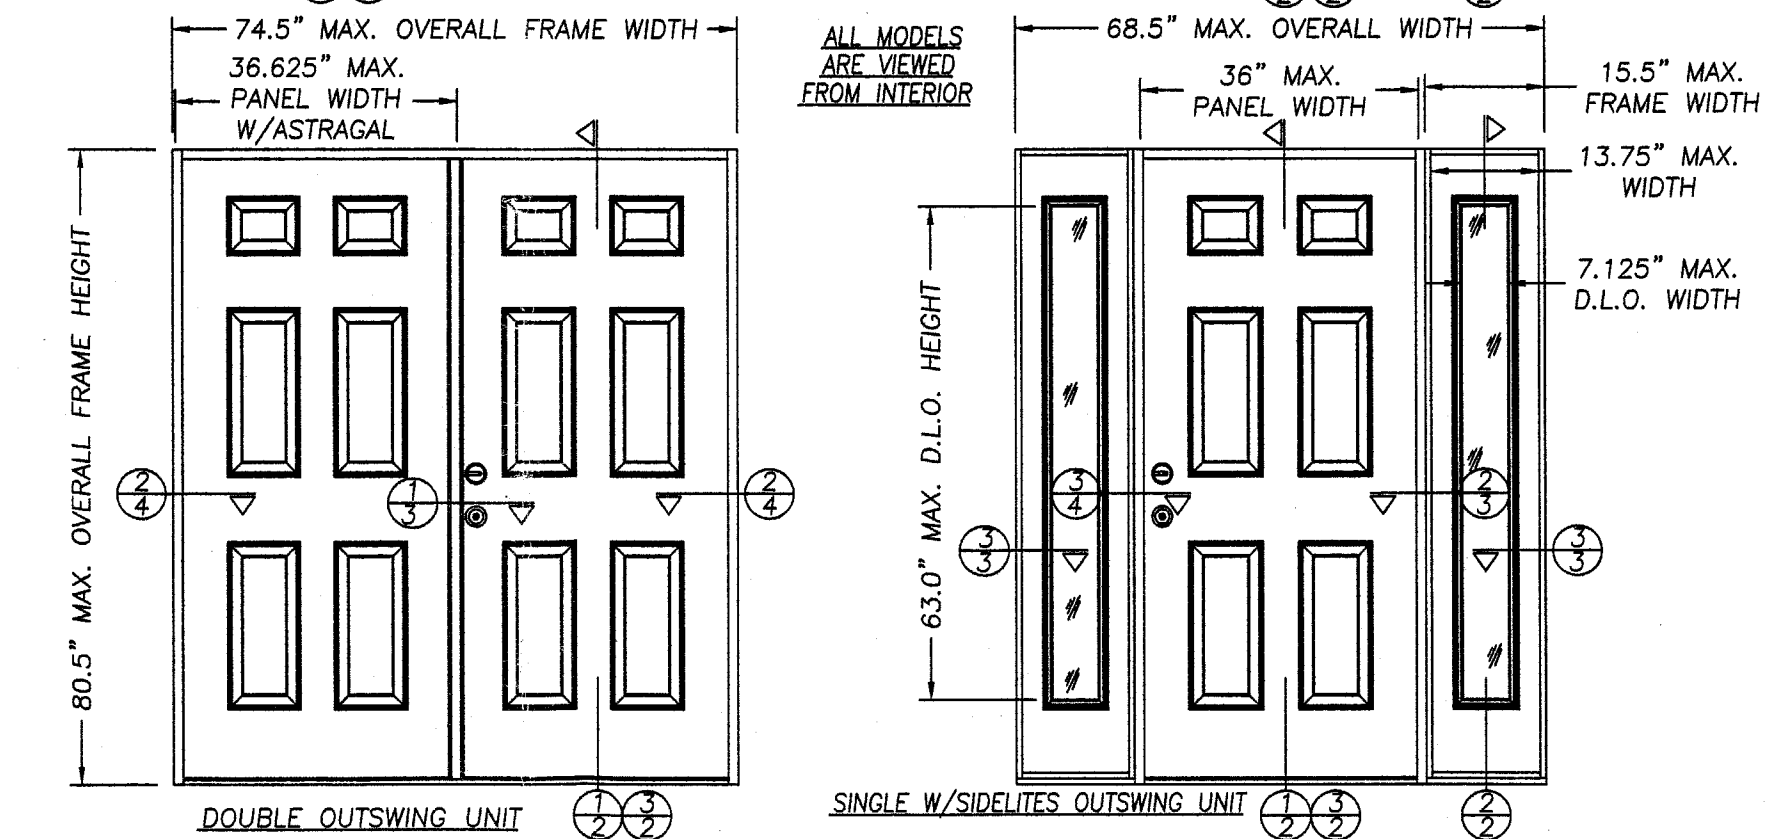 74.5" MAX. OVERALL FRAME WIDTH
36.625" MAX.
PANEL WIDTH
W/ASTRAGAL
80.5" MAX. OVERALL FRAME HEIGHT
2
4
1
3
2
4
DOUBLE OUTSWING UNIT
1
2
3
2
ALL MODELS
ARE VIEWED
FROM INTERIOR
68.5" MAX. OVERALL WIDTH
36" MAX.
PANEL WIDTH
15.5" MAX.
FRAME WIDTH
13.75" MAX.
WIDTH
7.125" MAX.
D.L.O. WIDTH
63.0" MAX. D.L.O. HEIGHT
3
4
2
3
3
3
3
3
SINGLE W/SIDELITES OUTSWING UNIT
1
2
3
2
2
2